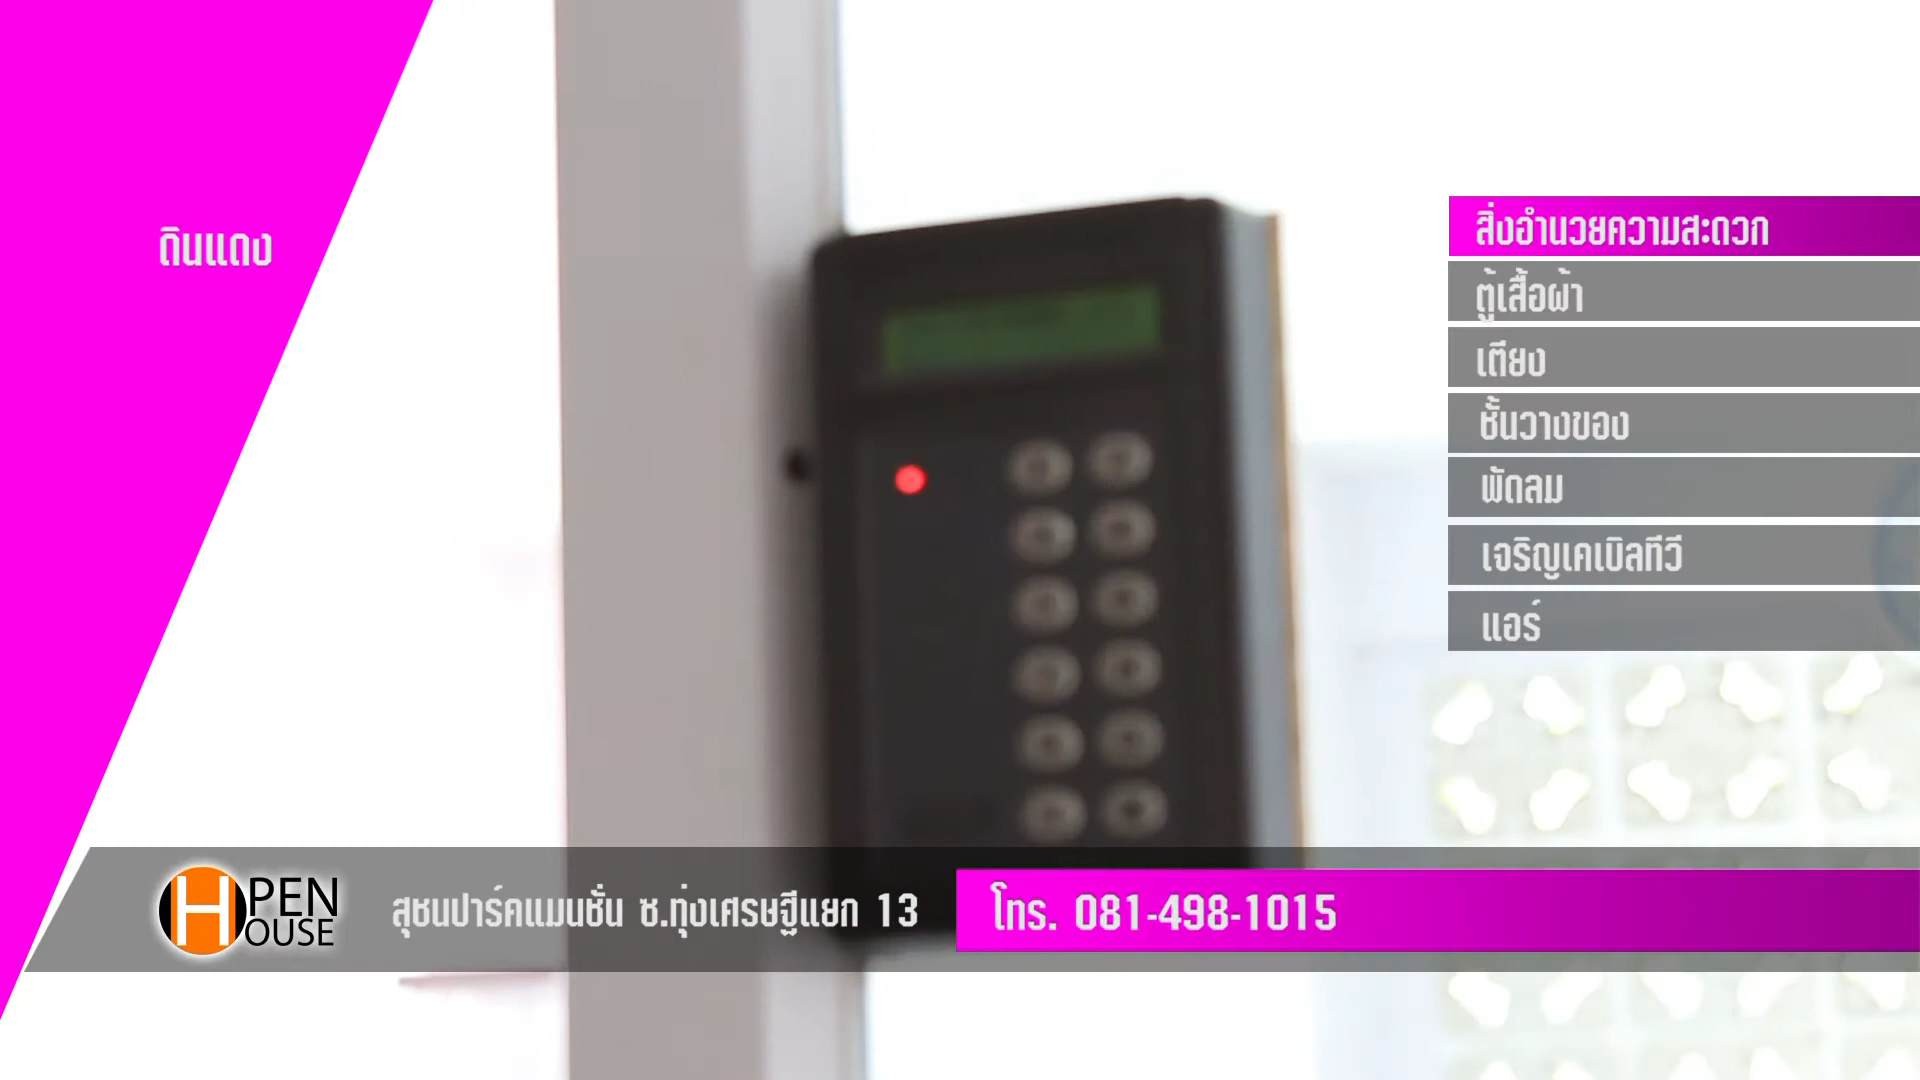 ดินแดง
สิ่งอำนวยความสะดวก
ตู้เสื้อผ้า
เตียง
ชั้นวางของ
พัดลม
เจริญเคเบิลทีวี
แอร์
HPEN
OUSE
สุชนปาร์คแมนชั่น ซ.ทุ่งเศรษฐีแยก 13
โทร. 081-498-1015